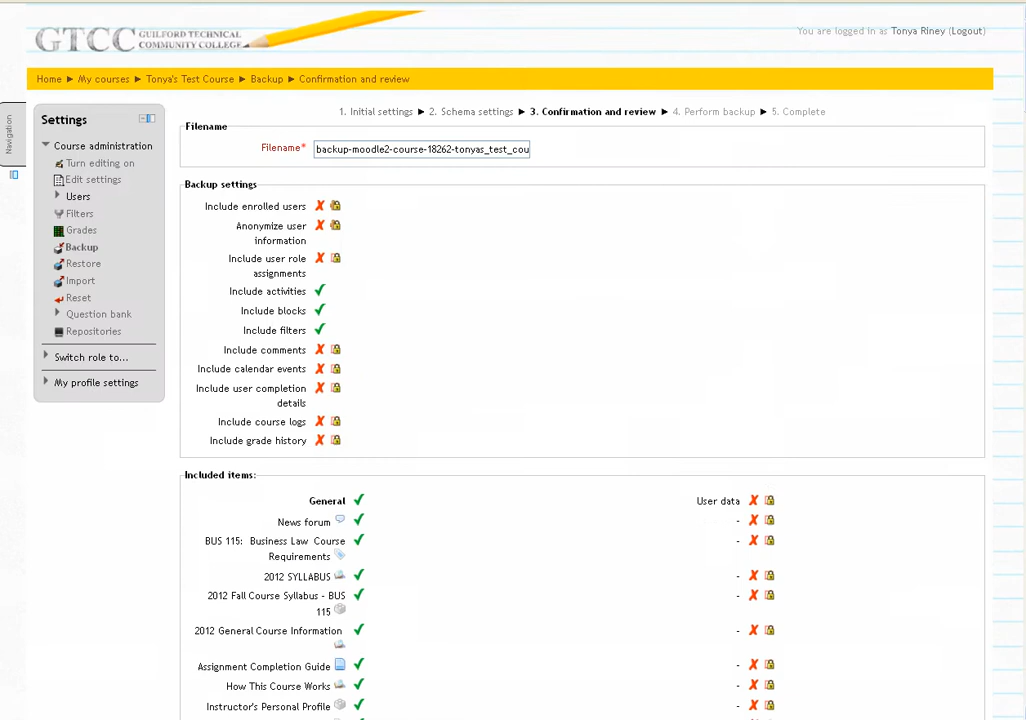 GTCC GUILFORD TECHNICAL COMMUNITY COLLEGE
You are logged in as Tonya Riney (Logout)
Home ► My courses ► Tonya's Test Course ► Backup ► Confirmation and review
Navigation
Settings
Course administration
Turn editing on
Edit settings
Users
Filters
Grades
Backup
Restore
Import
Reset
Question bank
Repositories
Switch role to...
My profile settings
1. Initial settings ► 2. Schema settings ► 3. Confirmation and review ► 4. Perform backup ► 5. Complete
Filename
Filename* backup-moodle2-course-18262-tonyas_test_cou
Backup settings
Include enrolled users
Anonymize user
information
Include user role
assignments
Include activities
Include blocks
Include filters
Include comments
Include calendar events
Include user completion
details
Include course logs
Include grade history
Included items:
General User data
News forum -
BUS 115: Business Law Course -
Requirements
2012 SYLLABUS -
2012 Fall Course Syllabus - BUS -
115
2012 General Course Information -
Assignment Completion Guide -
How This Course Works -
Instructor's Personal Profile -